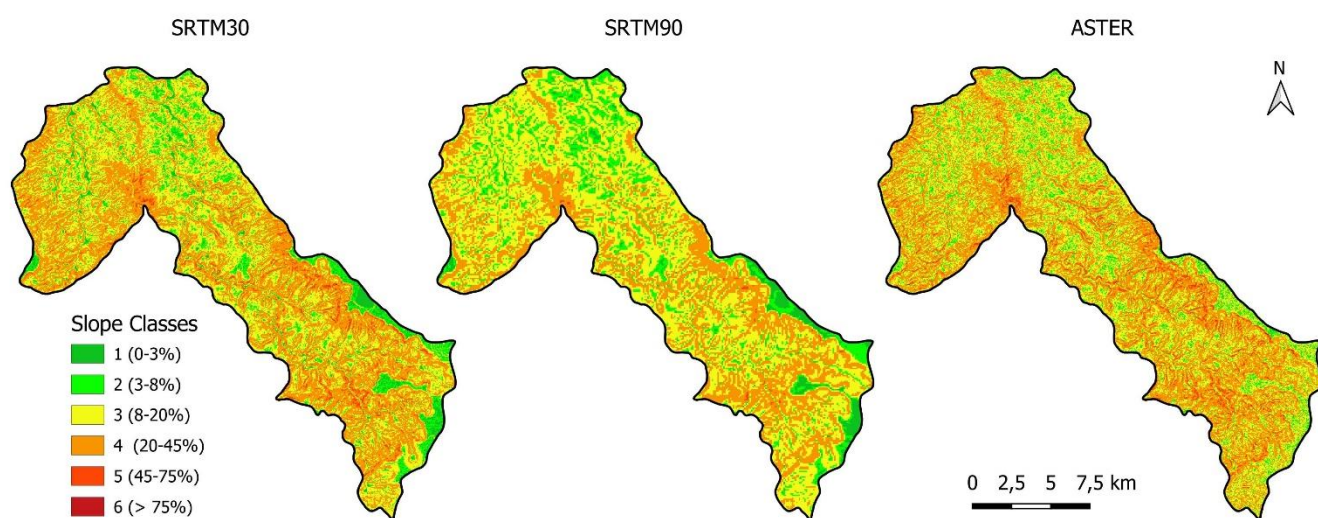 SRTM30
SRTM90
ASTER
N
Slope Classes
1 (0-3%)
2 (3-8%)
3 (8-20%)
4 (20-45%)
5 (45-75%)
6 (> 75%)
0 2,5 5 7,5 km